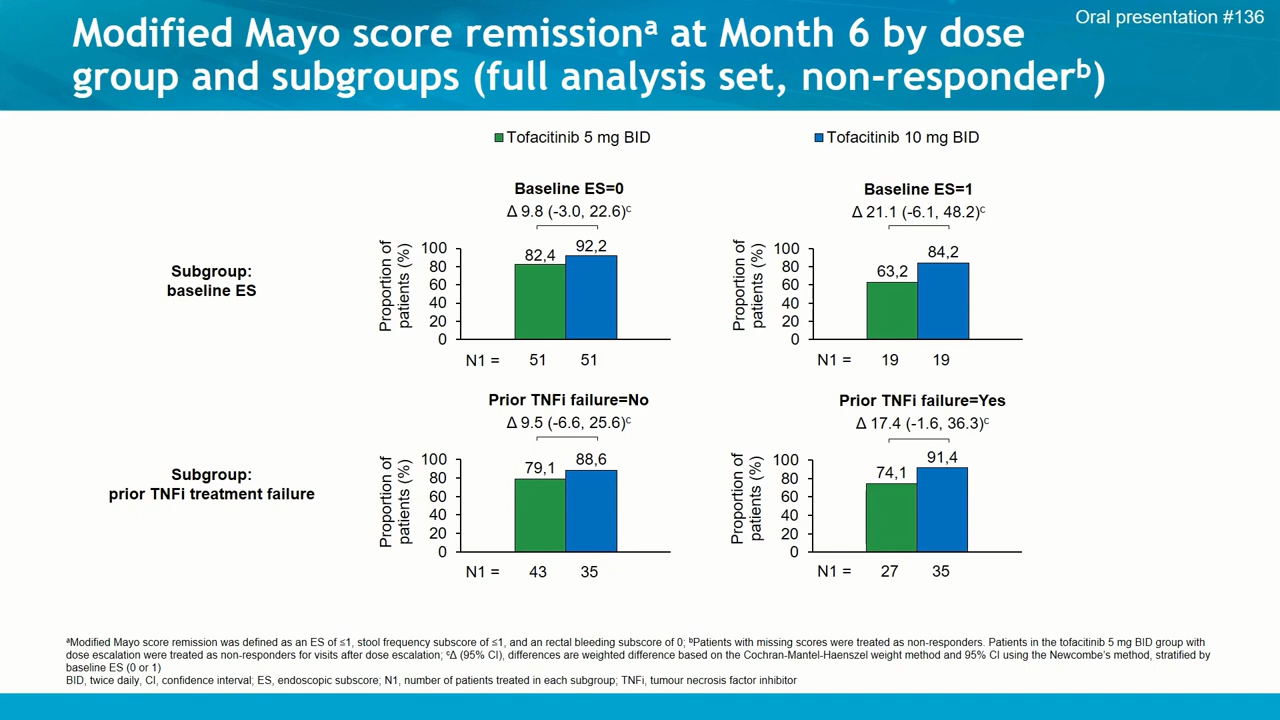 Oral presentation #136
Modified Mayo score remissionᵃ at Month 6 by dose
group and subgroups (full analysis set, non-responderᵇ)
Tofacitinib 5 mg BID
Tofacitinib 10 mg BID
Subgroup:
baseline ES
Baseline ES=0
Δ 9.8 (-3.0, 22.6)ᶜ
Proportion of
patients (%)
100
80
60
40
20
0
82,4
92,2
N1 = 51 51
Baseline ES=1
Δ 21.1 (-6.1, 48.2)ᶜ
Proportion of
patients (%)
100
80
60
40
20
0
63,2
84,2
N1 = 19 19
Subgroup:
prior TNFi treatment failure
Prior TNFi failure=No
Δ 9.5 (-6.6, 25.6)ᶜ
Proportion of
patients (%)
100
80
60
40
20
0
79,1
88,6
N1 = 43 35
Prior TNFi failure=Yes
Δ 17.4 (-1.6, 36.3)ᶜ
Proportion of
patients (%)
100
80
60
40
20
0
74,1
91,4
N1 = 27 35
ᵃModified Mayo score remission was defined as an ES of ≤1, stool frequency subscore of ≤1, and an rectal bleeding subscore of 0; ᵇPatients with missing scores were treated as non-responders. Patients in the tofacitinib 5 mg BID group with
dose escalation were treated as non-responders for visits after dose escalation; ᶜΔ (95% CI), differences are weighted difference based on the Cochran-Mantel-Haenszel weight method and 95% CI using the Newcombe's method, stratified by
baseline ES (0 or 1)
BID, twice daily, CI, confidence interval; ES, endoscopic subscore; N1, number of patients treated in each subgroup; TNFi, tumour necrosis factor inhibitor